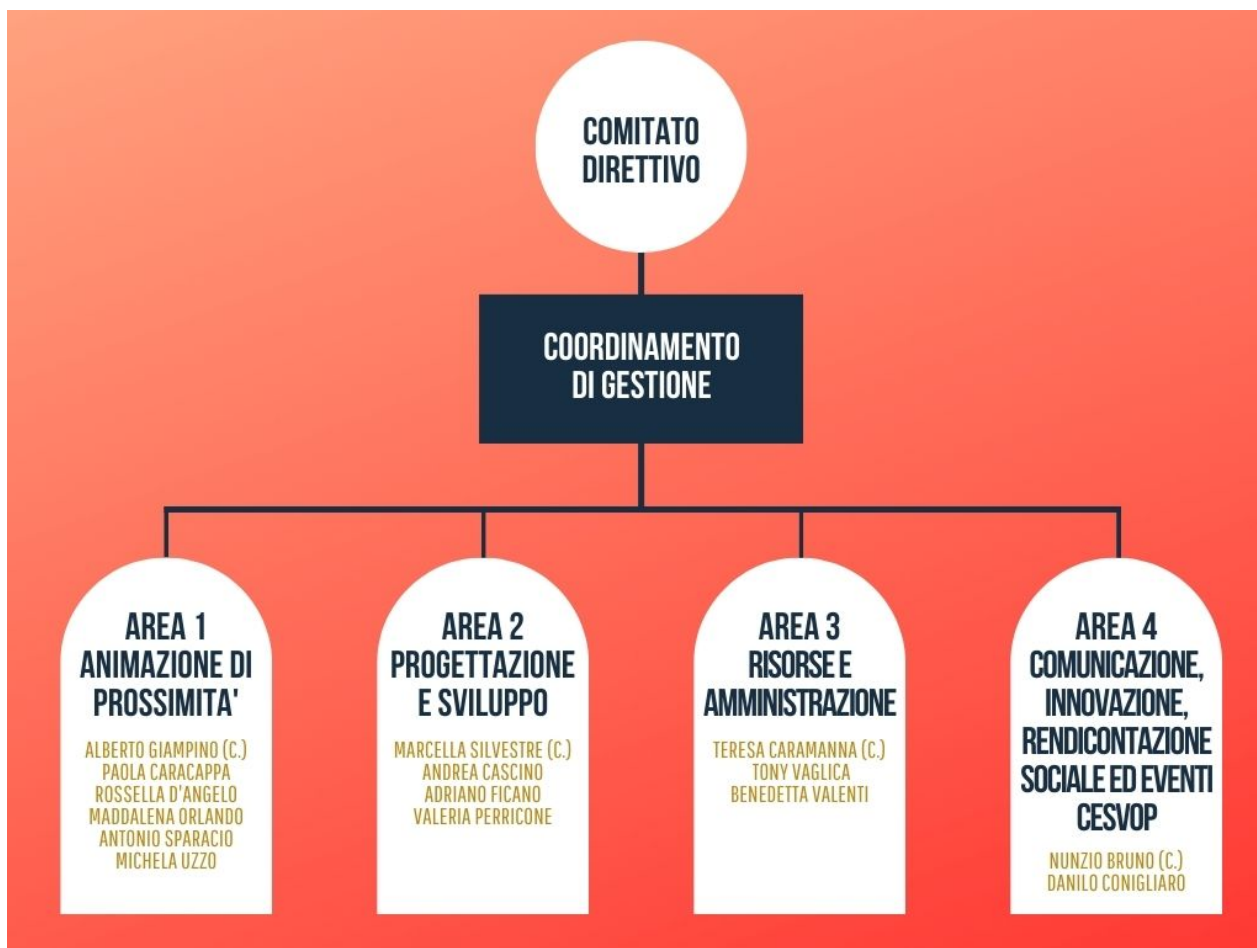 COMITATO
DIRETTIVO
COORDINAMENTO
DI GESTIONE
AREA 1
ANIMAZIONE DI
PROSSIMITA'
ALBERTO GIAMPINO (C.)
PAOLA CARACAPPA
ROSSELLA D'ANGELO
MADDALENA ORLANDO
ANTONIO SPARACIO
MICHELA UZZO
AREA 2
PROGETTAZIONE
E SVILUPPO
MARCELLA SILVESTRE (C.)
ANDREA CASCINO
ADRIANO FICANO
VALERIA PERRICONE
AREA 3
RISORSE E
AMMINISTRAZIONE
TERESA CARAMANNA (C.)
TONY VAGLICA
BENEDETTA VALENTI
AREA 4
COMUNICAZIONE,
INNOVAZIONE,
RENDICONTAZIONE
SOCIALE ED EVENTI
CESVOP
NUNZIO BRUNO (C.)
DANILO CONIGLIARO